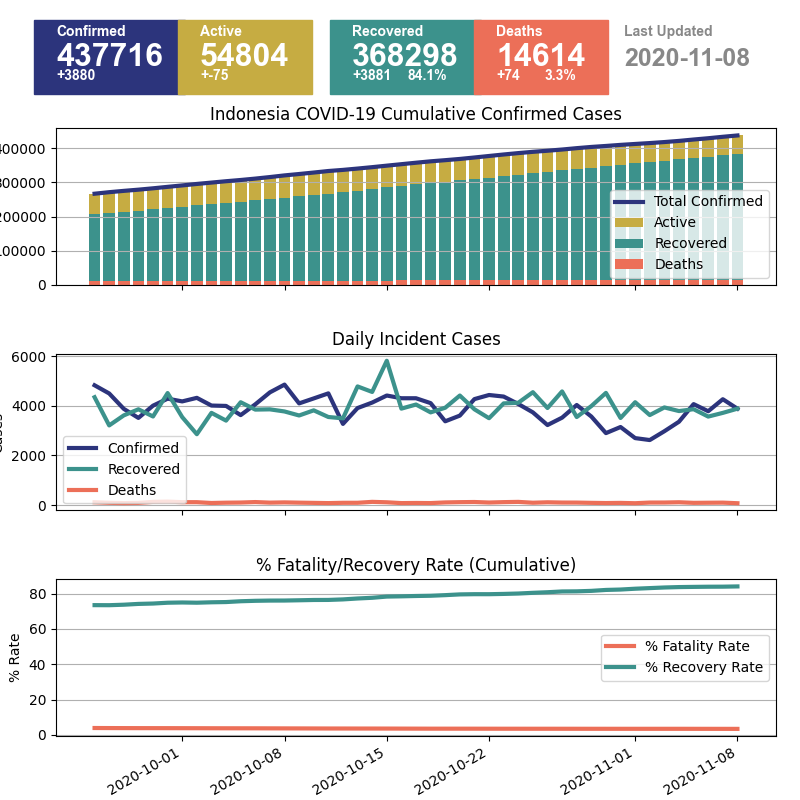 Confirmed
437716
+3880
Active
54804
+-75
Recovered
368298
+3881 84.1%
Deaths
14614
+74 3.3%
Last Updated
2020-11-08
Indonesia COVID-19 Cumulative Confirmed Cases
400000
300000
200000
100000
0
Total Confirmed
Active
Recovered
Deaths
Daily Incident Cases
6000
4000
2000
0
Cases
Confirmed
Recovered
Deaths
% Fatality/Recovery Rate (Cumulative)
80
60
40
20
0
% Rate
% Fatality Rate
% Recovery Rate
2020-10-01
2020-10-08
2020-10-15
2020-10-22
2020-11-01
2020-11-08